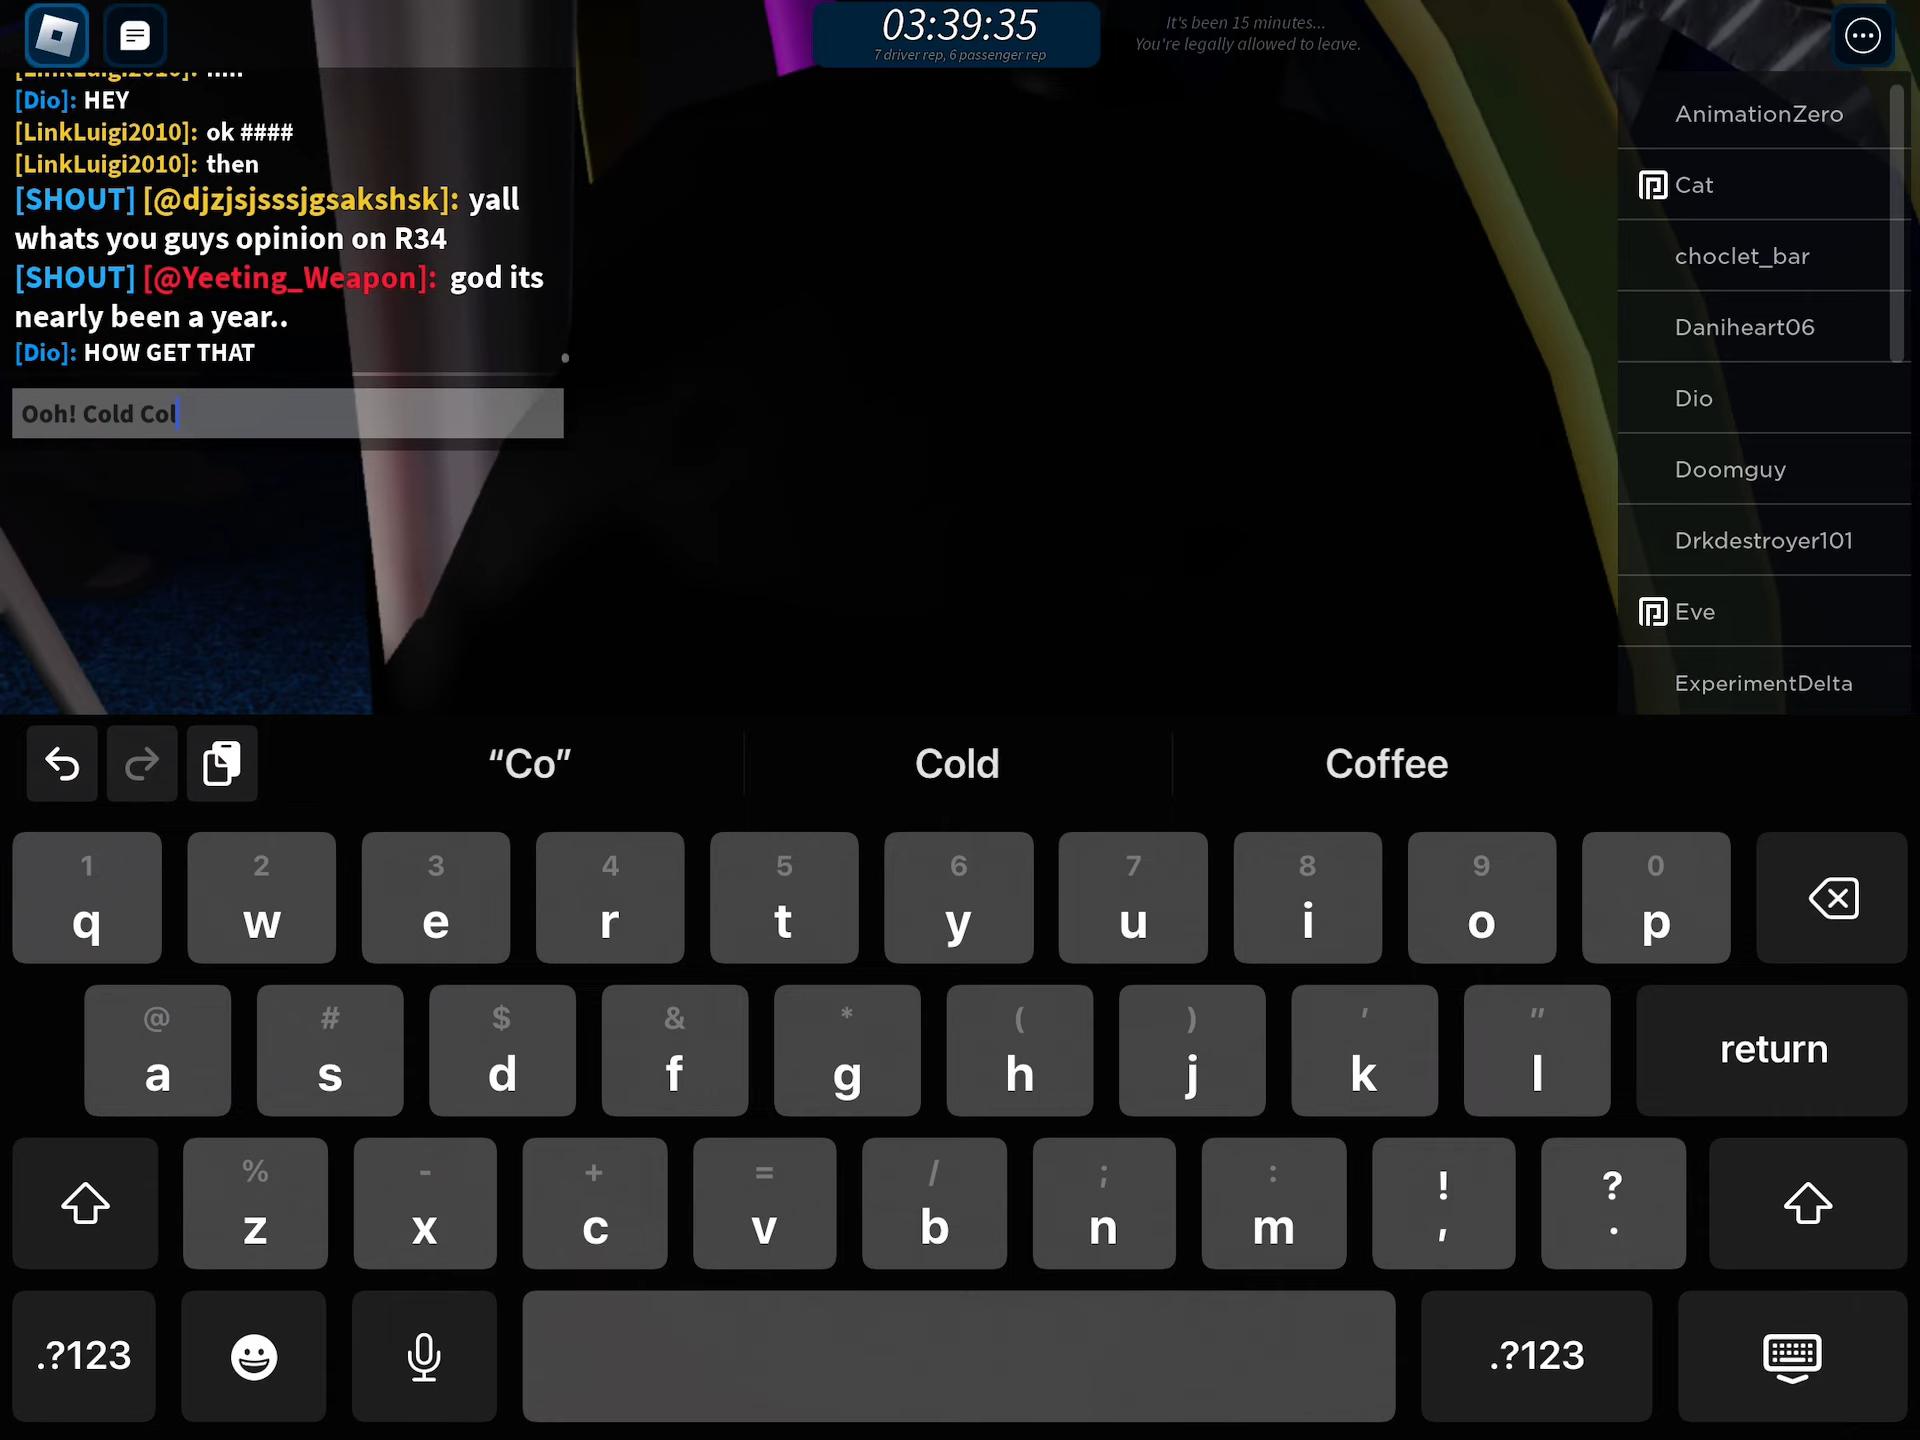 03:39:35
7 driver rep, 6 passenger rep
It's been 15 minutes...
You're legally allowed to leave.
[Dio]: HEY
[LinkLuigi2010]: ok ####
[LinkLuigi2010]: then
[SHOUT] [@djzjsjsssjgsakshsk]: yall
whats you guys opinion on R34
[SHOUT] [@Yeeting_Weapon]: god its
nearly been a year..
[Dio]: HOW GET THAT
Ooh! Cold Col
AnimationZero
Cat
choclet_bar
Daniheart06
Dio
Doomguy
Drkdestroyer101
Eve
ExperimentDelta
“Co” Cold Coffee
1 2 3 4 5 6 7 8 9 0
q w e r t y u i o p
@ # $ & * ( ) ' "
a s d f g h j k l return
% - + = / ; : ! ?
z x c v b n m , .
.?123 .?123